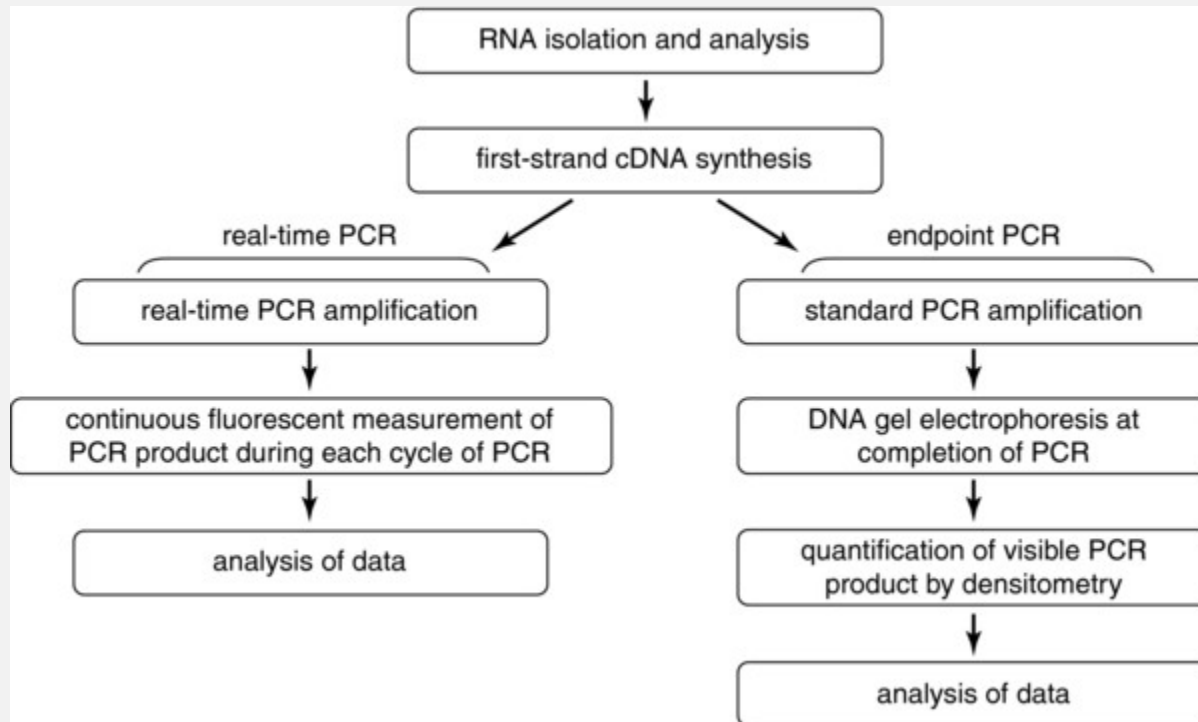 RNA isolation and analysis
first-strand cDNA synthesis
real-time PCR
real-time PCR amplification
continuous fluorescent measurement of
PCR product during each cycle of PCR
analysis of data
endpoint PCR
standard PCR amplification
DNA gel electrophoresis at
completion of PCR
quantification of visible PCR
product by densitometry
analysis of data